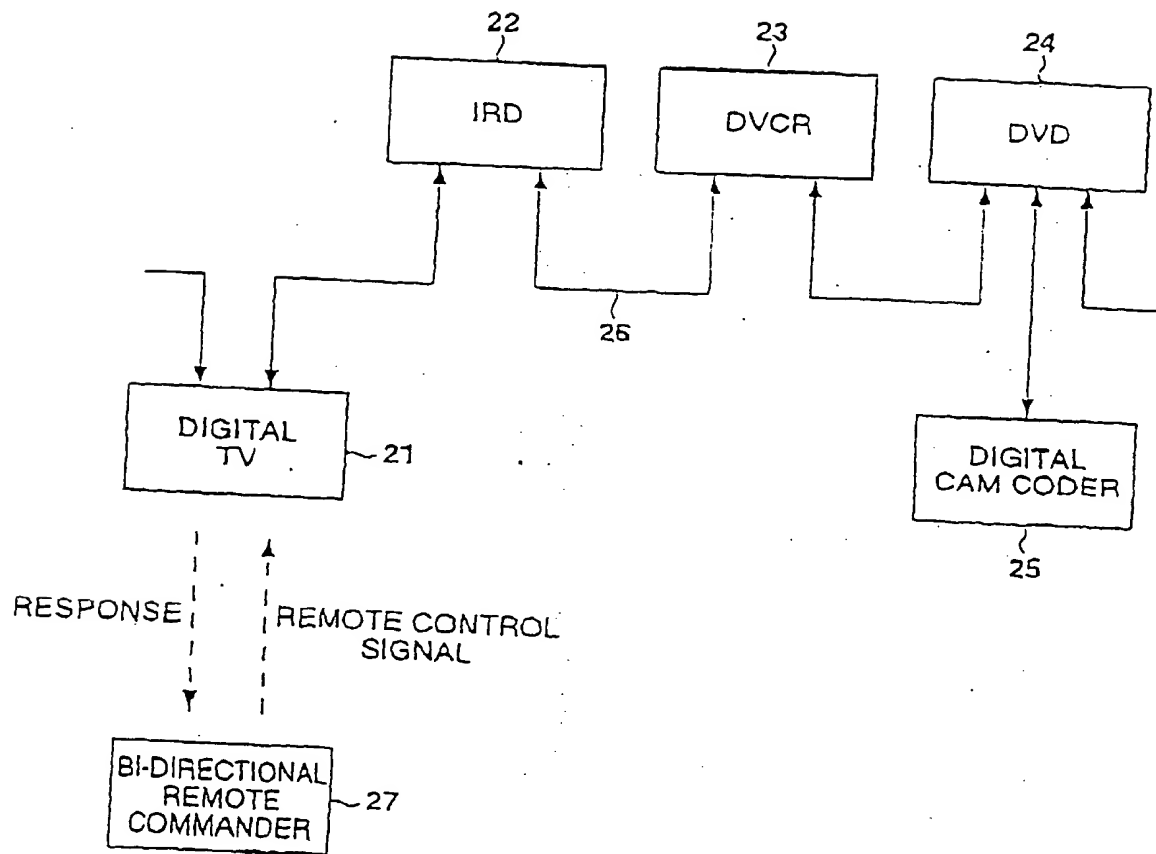 22
23
24
IRD
DVCR
DVD
26
DIGITAL
TV
21
DIGITAL
CAM CODER
25
RESPONSE
REMOTE CONTROL
SIGNAL
BI-DIRECTIONAL
REMOTE
COMMANDER
27